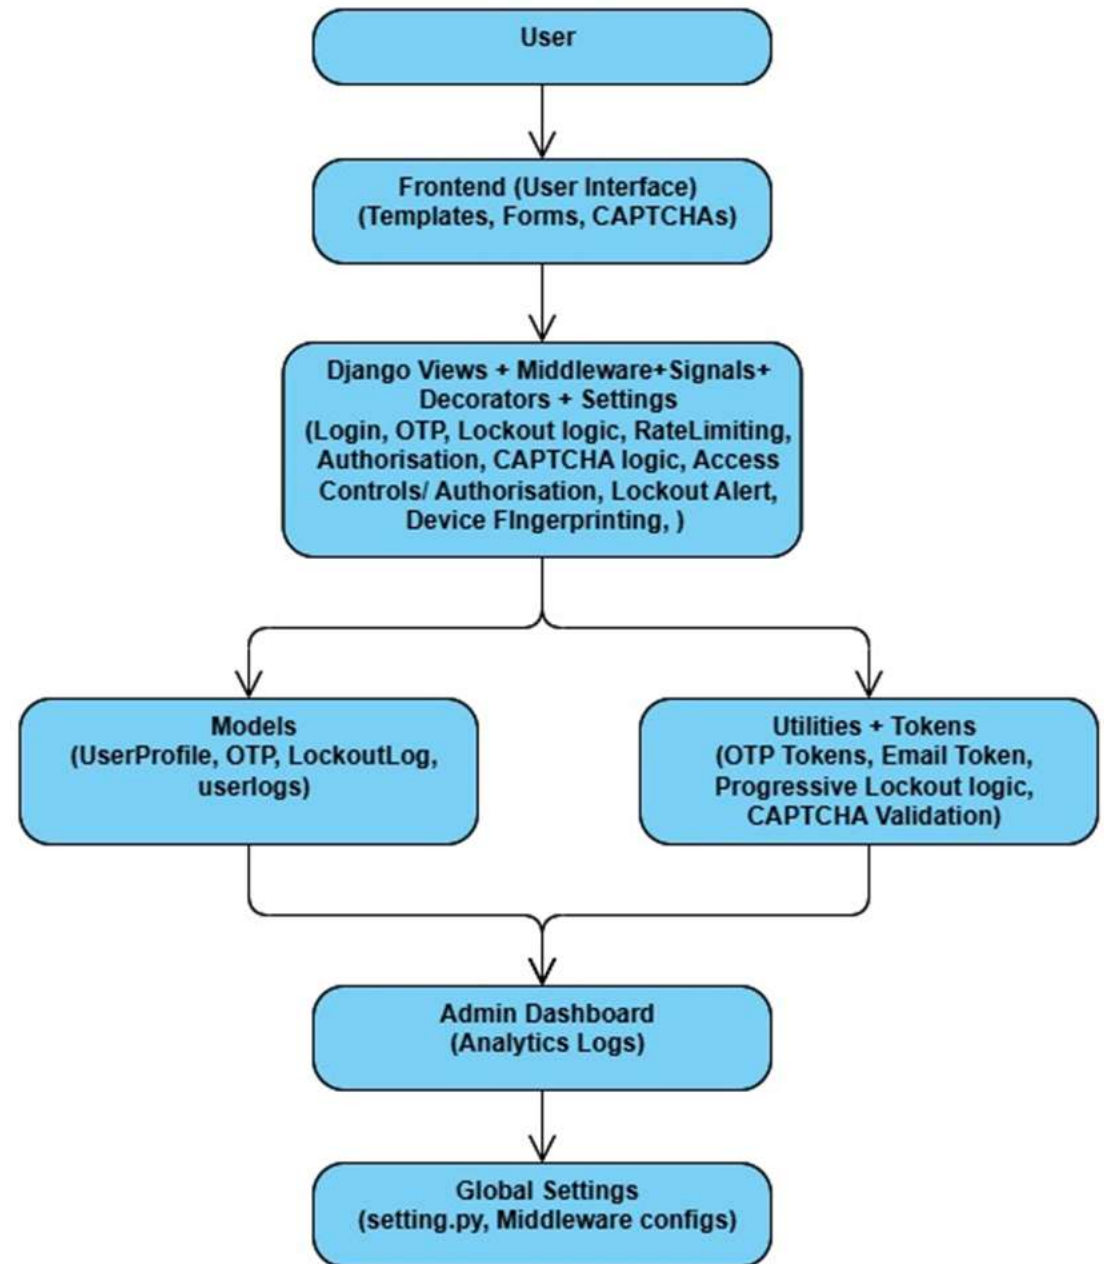 User
Frontend (User Interface)
(Templates, Forms, CAPTCHAs)
Django Views + Middleware+Signals+
Decorators + Settings
(Login, OTP, Lockout logic, RateLimiting,
Authorisation, CAPTCHA logic, Access
Controls/ Authorisation, Lockout Alert,
Device FIngerprinting, )
Models
(UserProfile, OTP, LockoutLog,
userlogs)
Utilities + Tokens
(OTP Tokens, Email Token,
Progressive Lockout logic,
CAPTCHA Validation)
Admin Dashboard
(Analytics Logs)
Global Settings
(setting.py, Middleware configs)